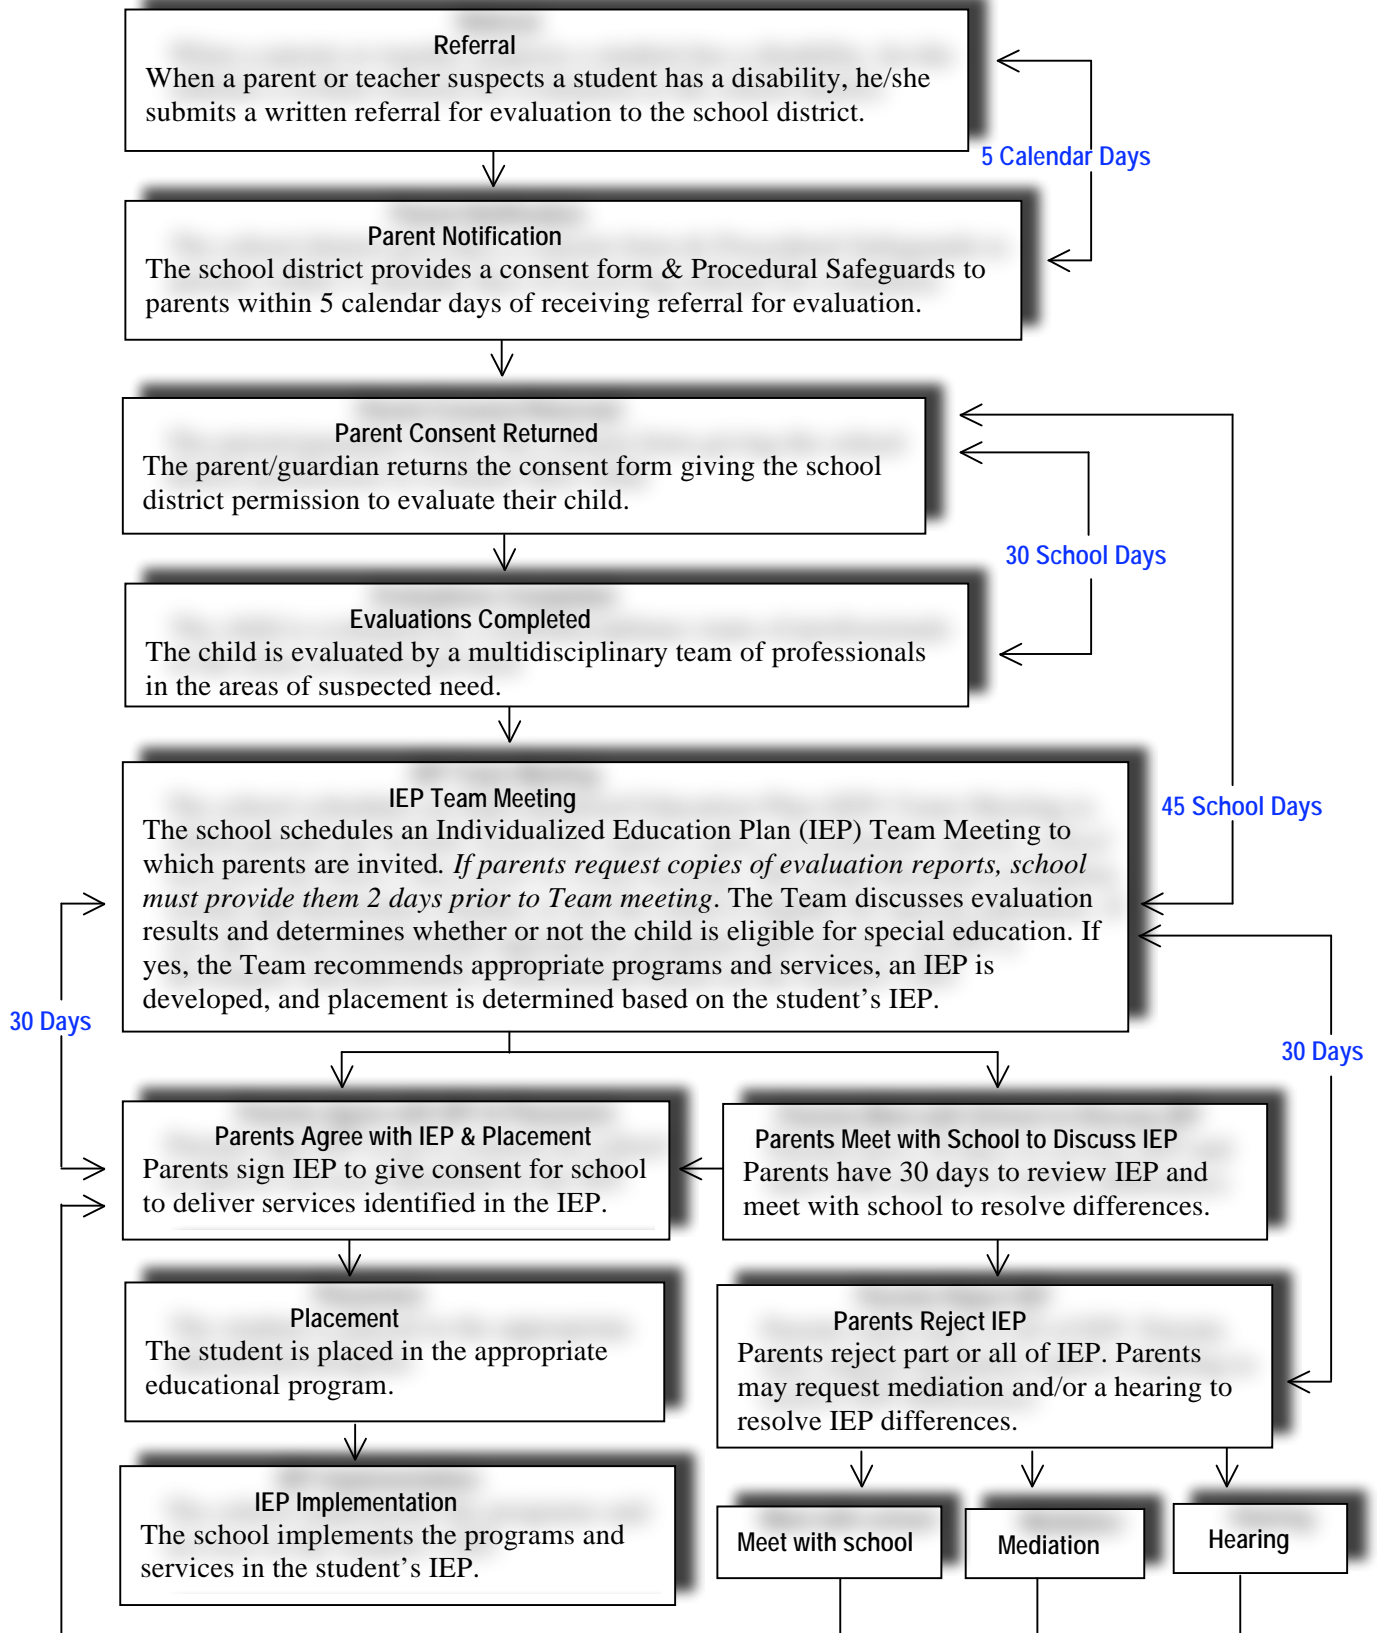 Referral
When a parent or teacher suspects a student has a disability, he/she
submits a written referral for evaluation to the school district.
5 Calendar Days
Parent Notification
The school district provides a consent form & Procedural Safeguards to
parents within 5 calendar days of receiving referral for evaluation.
Parent Consent Returned
The parent/guardian returns the consent form giving the school
district permission to evaluate their child.
30 School Days
Evaluations Completed
The child is evaluated by a multidisciplinary team of professionals
in the areas of suspected need.
IEP Team Meeting
The school schedules an Individualized Education Plan (IEP) Team Meeting to
which parents are invited. If parents request copies of evaluation reports, school
must provide them 2 days prior to Team meeting. The Team discusses evaluation
results and determines whether or not the child is eligible for special education. If
yes, the Team recommends appropriate programs and services, an IEP is
developed, and placement is determined based on the student’s IEP.
45 School Days
30 Days
30 Days
Parents Agree with IEP & Placement
Parents sign IEP to give consent for school
to deliver services identified in the IEP.
Parents Meet with School to Discuss IEP
Parents have 30 days to review IEP and
meet with school to resolve differences.
Placement
The student is placed in the appropriate
educational program.
Parents Reject IEP
Parents reject part or all of IEP. Parents
may request mediation and/or a hearing to
resolve IEP differences.
IEP Implementation
The school implements the programs and
services in the student’s IEP.
Meet with school
Mediation
Hearing